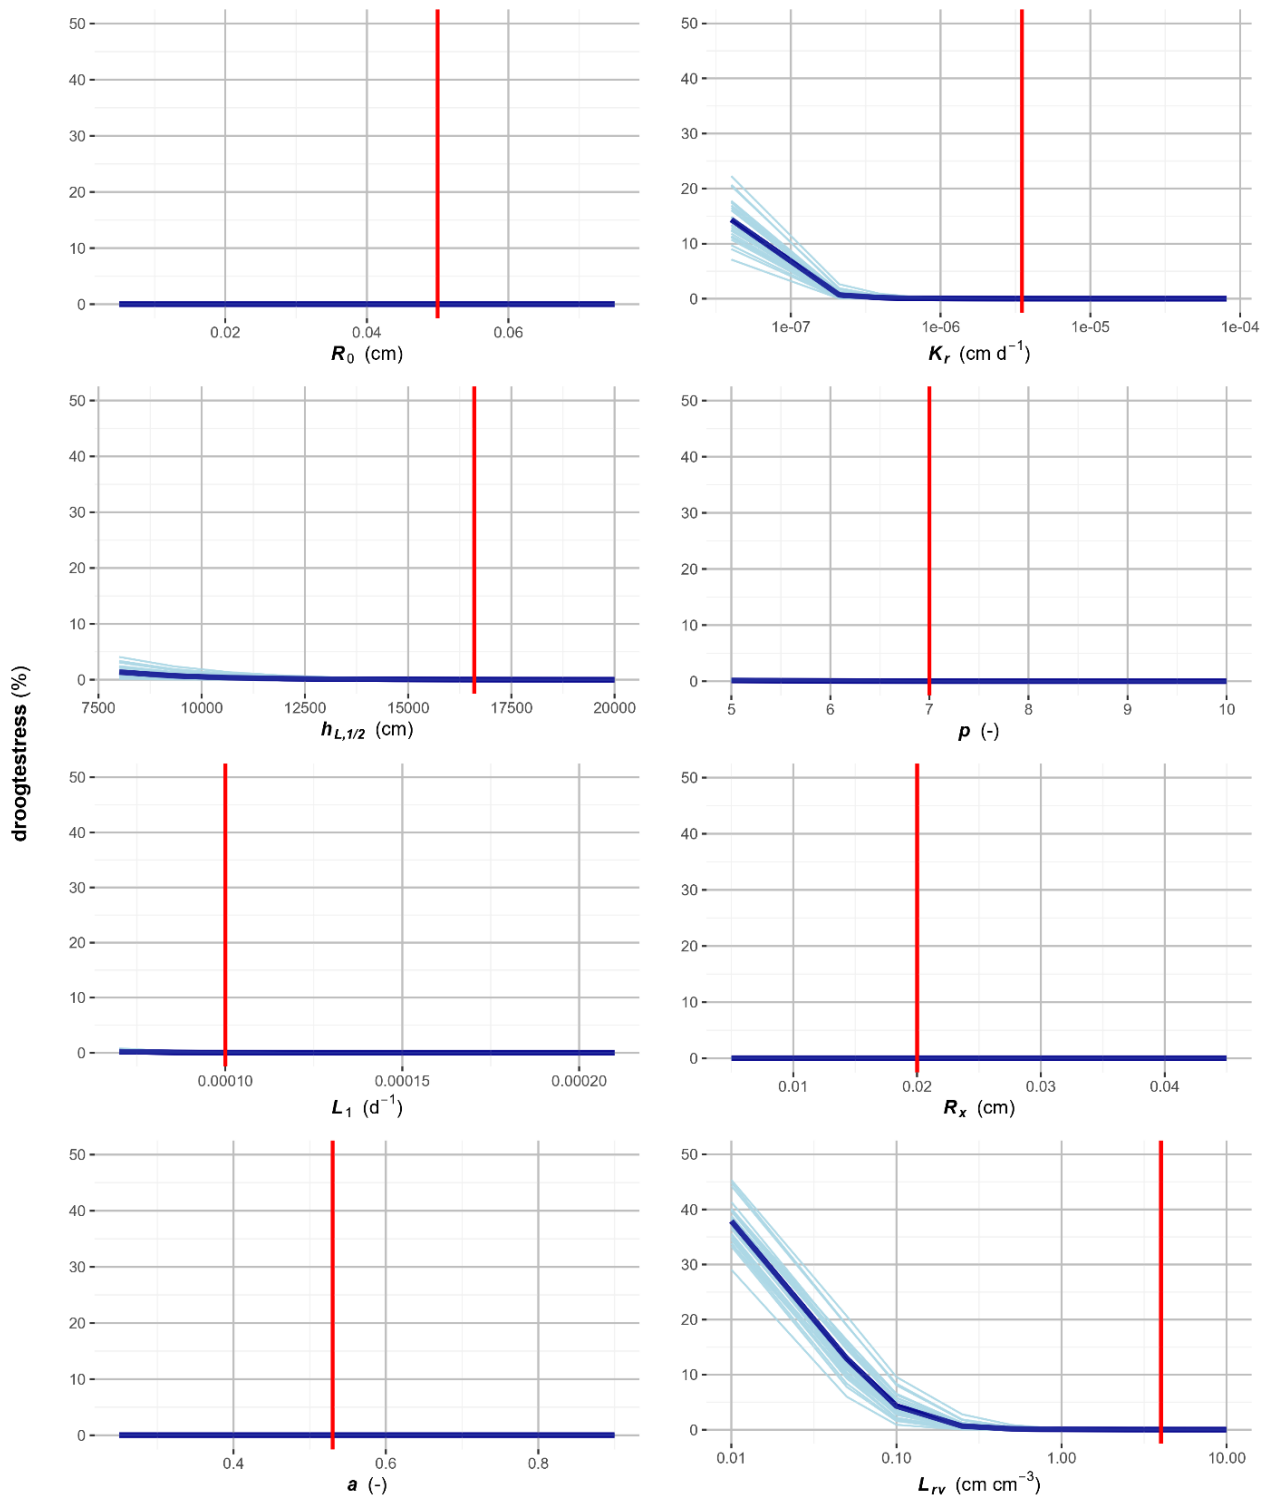 droogtestress (%)
50
40
30
20
10
0
0.02 0.04 0.06
R0 (cm)
50
40
30
20
10
0
1e-07 1e-06 1e-05 1e-04
Kr (cm d−1)
50
40
30
20
10
0
7500 10000 12500 15000 17500 20000
hL,1/2 (cm)
50
40
30
20
10
0
5 6 7 8 9 10
p (-)
50
40
30
20
10
0
0.00010 0.00015 0.00020
L1 (d−1)
50
40
30
20
10
0
0.01 0.02 0.03 0.04
Rx (cm)
50
40
30
20
10
0
0.4 0.6 0.8
a (-)
50
40
30
20
10
0
0.01 0.10 1.00 10.00
Lrv (cm cm−3)